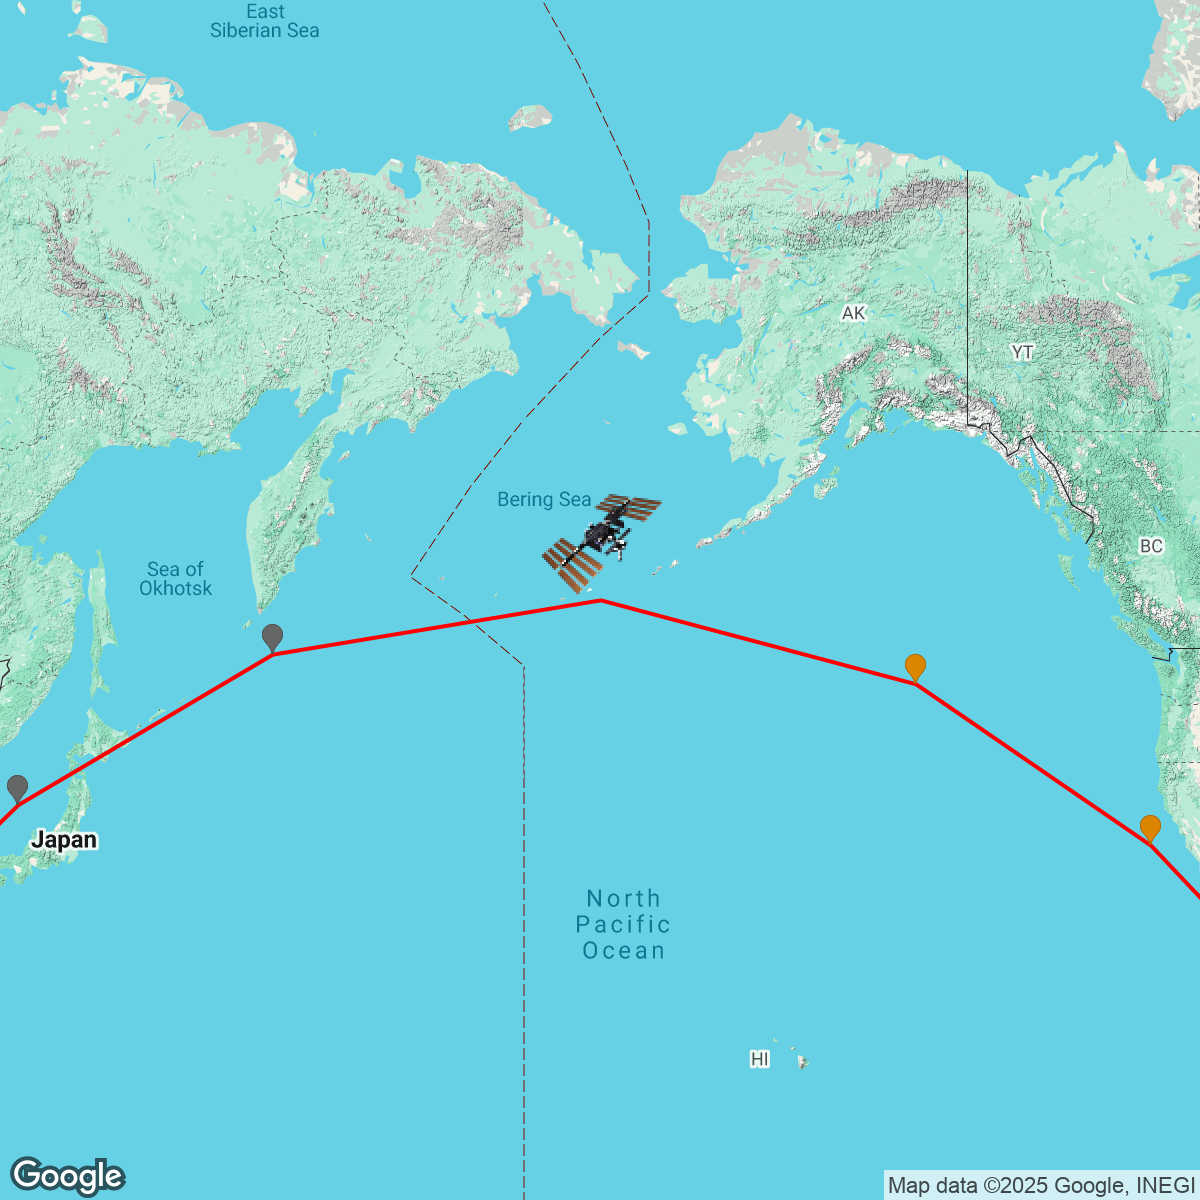 East
Siberian Sea
AK
YT
Bering Sea
BC
Sea of
Okhotsk
Japan
North
Pacific
Ocean
HI
Google
Map data ©2025 Google, INEGI